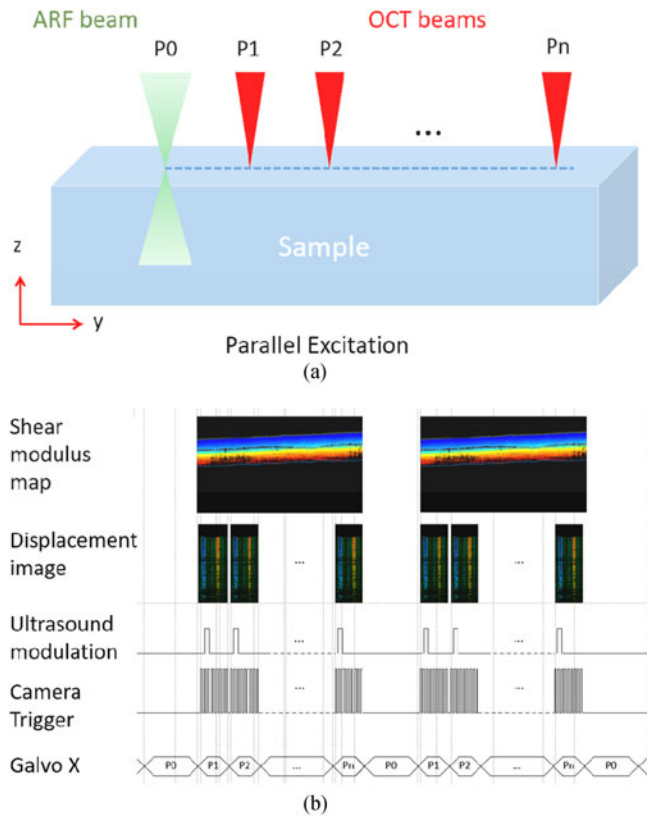 ARF beam
OCT beams
P0
P1
P2
Pn
...
Sample
z
y
Parallel Excitation
(a)
Shear
modulus
map
Displacement
image
...
...
Ultrasound
modulation
...
...
Camera
Trigger
...
...
Galvo X
P0
P1
P2
...
Pn
P0
P1
P2
...
Pn
P0
(b)